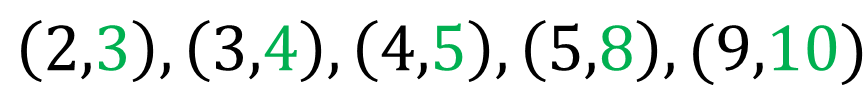 (2,3), (3,4), (4,5), (5,8), (9,10)